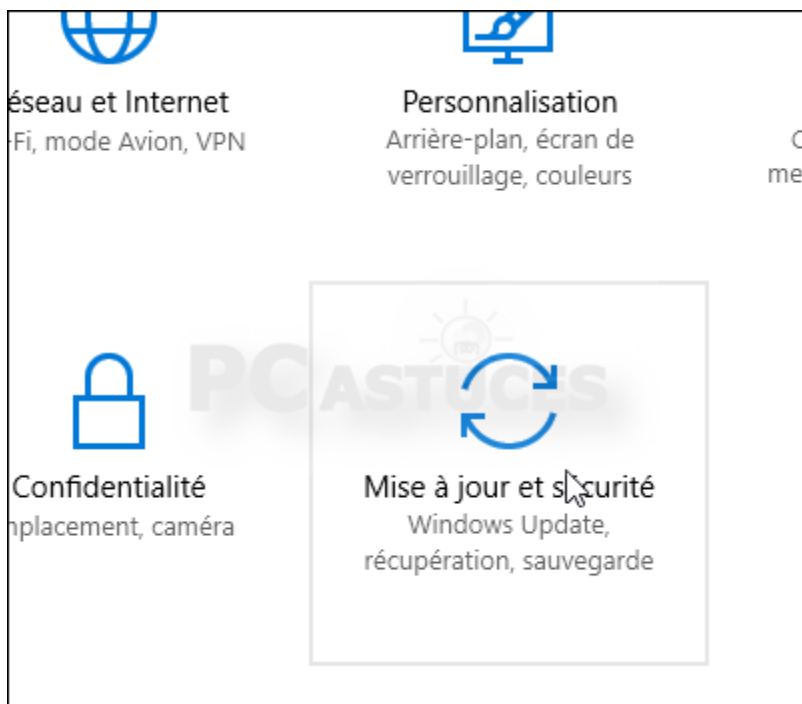 éseau et Internet
-Fi, mode Avion, VPN
Personnalisation
Arrière-plan, écran de
verrouillage, couleurs
PC ASTUCES
Confidentialité
nplacement, caméra
Mise à jour et sécurité
Windows Update,
récupération, sauvegarde